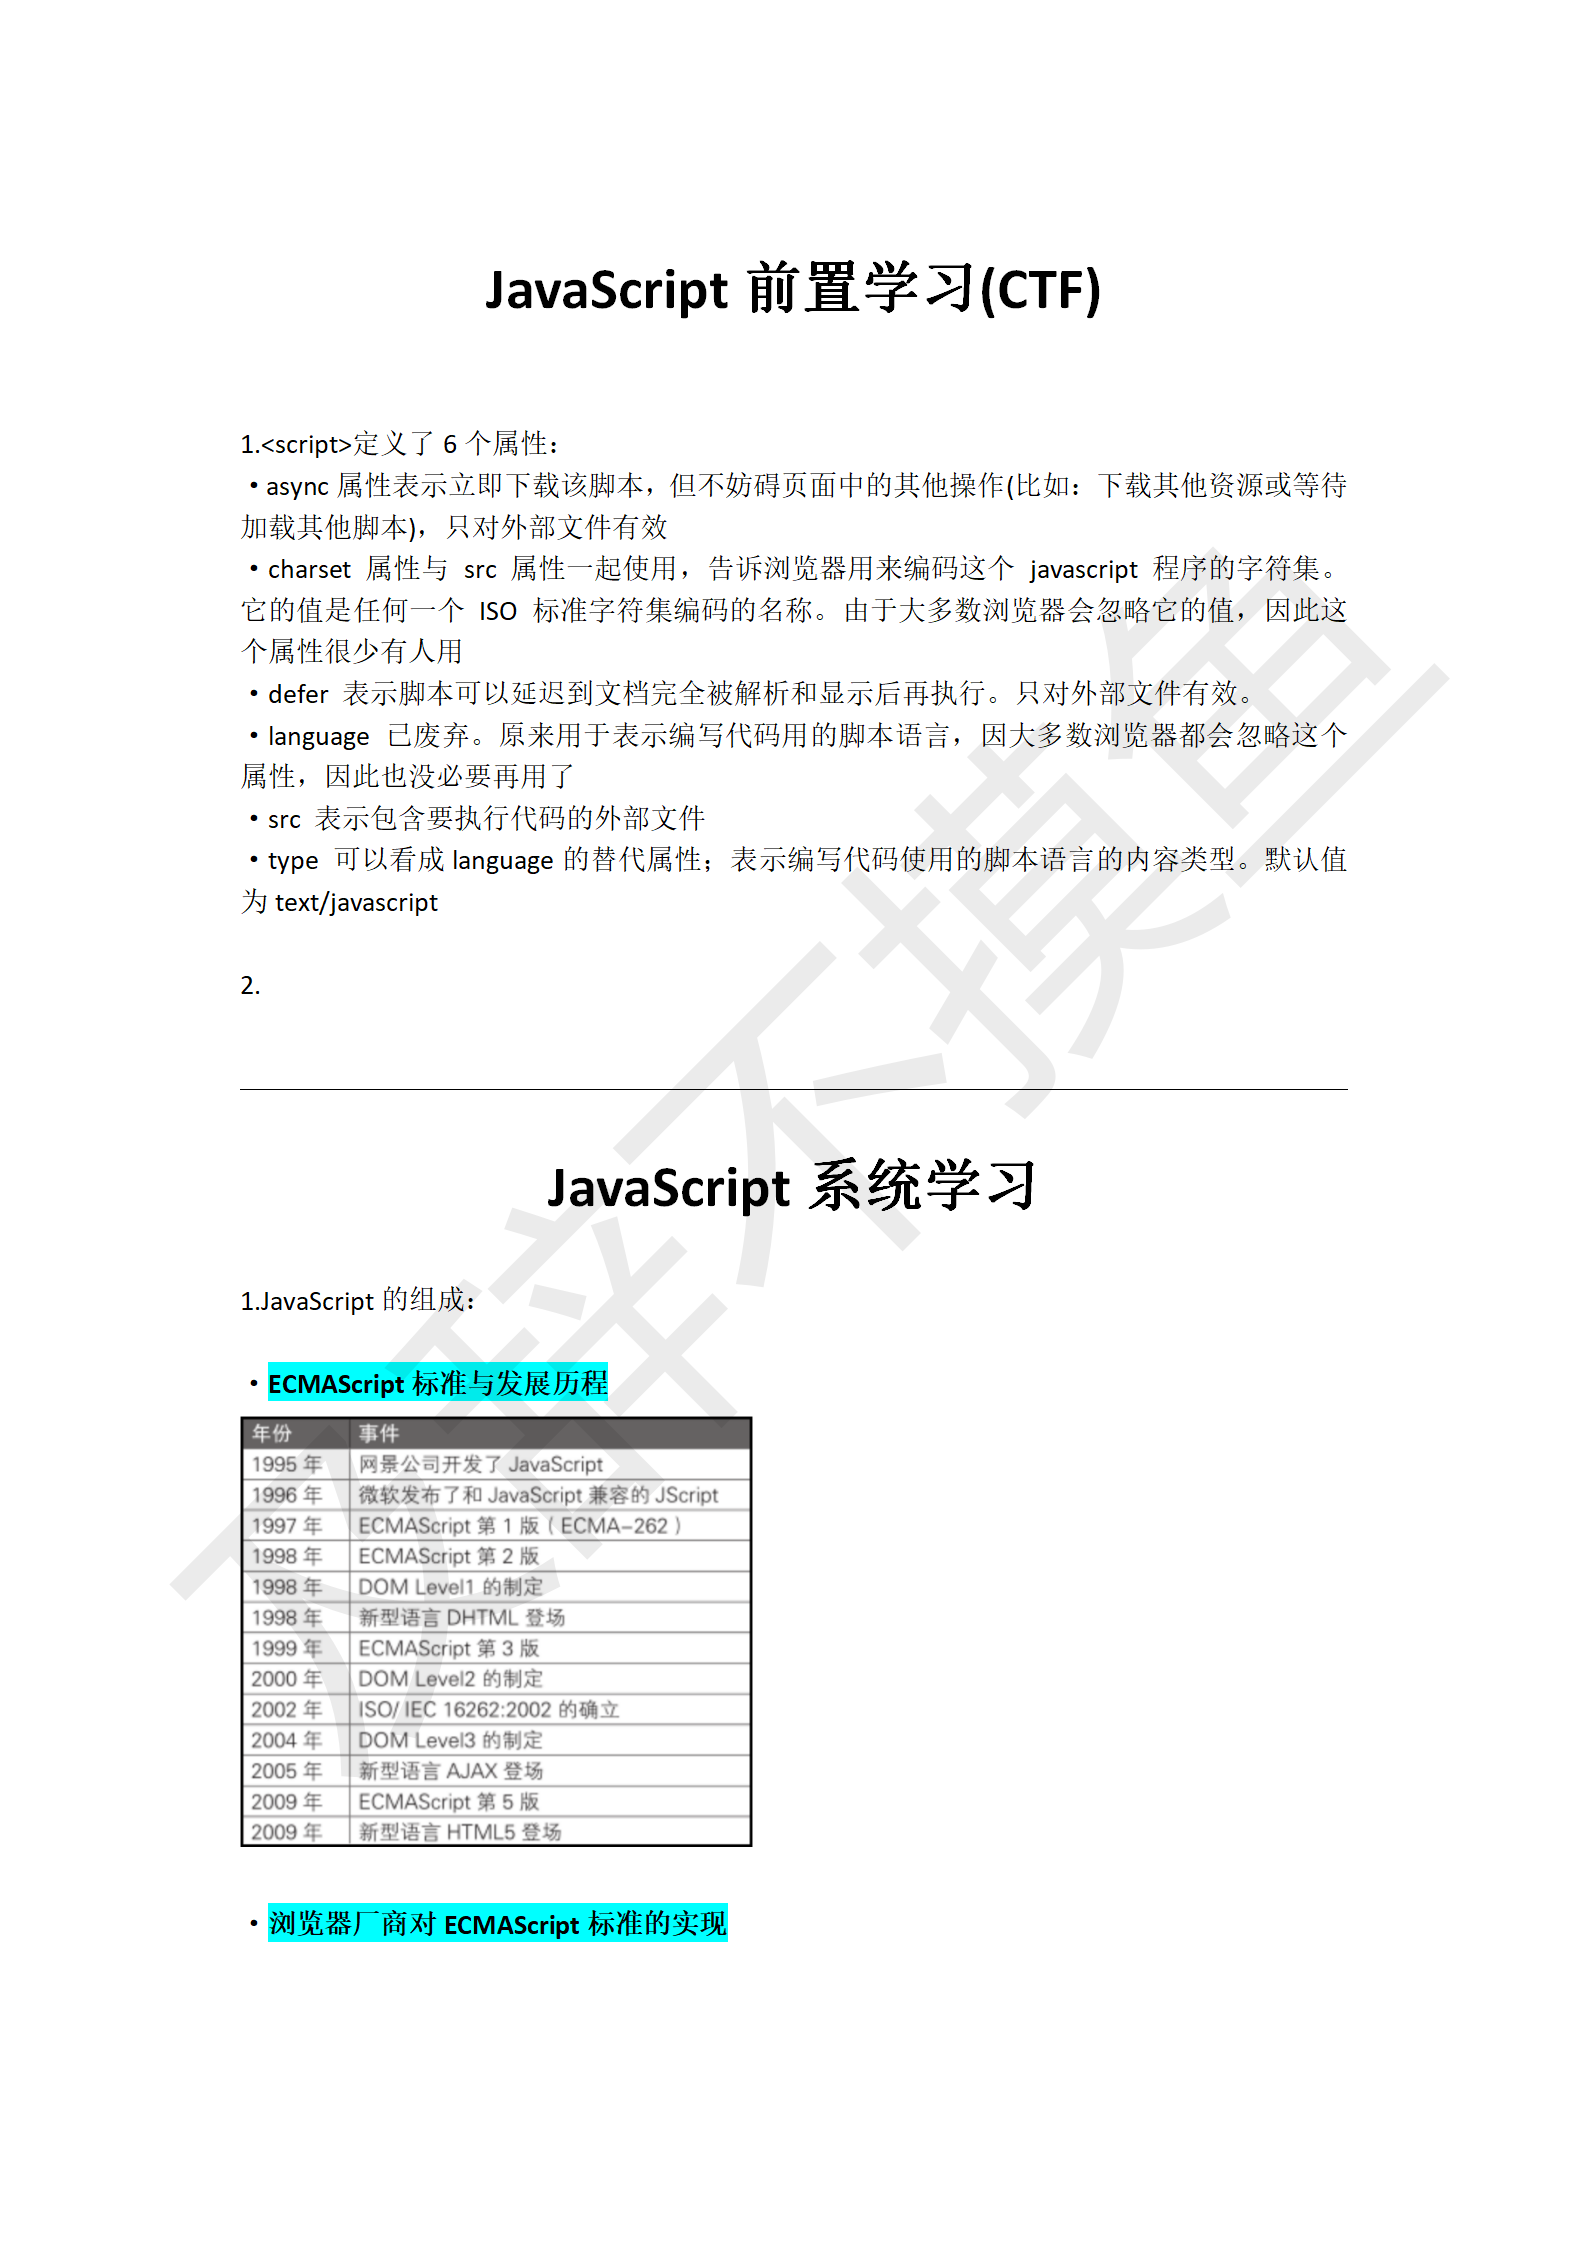 JavaScript 前置学习(CTF)
1.<script>定义了 6 个属性：
·async 属性表示立即下载该脚本，但不妨碍页面中的其他操作(比如：下载其他资源或等待
加载其他脚本)，只对外部文件有效
·charset 属性与 src 属性一起使用，告诉浏览器用来编码这个 javascript 程序的字符集。
它的值是任何一个 ISO 标准字符集编码的名称。由于大多数浏览器会忽略它的值，因此这
个属性很少有人用
·defer 表示脚本可以延迟到文档完全被解析和显示后再执行。只对外部文件有效。
·language 已废弃。原来用于表示编写代码用的脚本语言，因大多数浏览器都会忽略这个
属性，因此也没必要再用了
·src 表示包含要执行代码的外部文件
·type 可以看成 language 的替代属性；表示编写代码使用的脚本语言的内容类型。默认值
为 text/javascript
2.
JavaScript 系统学习
1.JavaScript 的组成：
·ECMAScript 标准与发展历程
年份 事件
1995 年 网景公司开发了 JavaScript
1996 年 微软发布了和 JavaScript 兼容的 JScript
1997 年 ECMAScript 第 1 版（ECMA-262）
1998 年 ECMAScript 第 2 版
1998 年 DOM Level1 的制定
1998 年 新型语言 DHTML 登场
1999 年 ECMAScript 第 3 版
2000 年 DOM Level2 的制定
2002 年 ISO/ IEC 16262:2002 的确立
2004 年 DOM Level3 的制定
2005 年 新型语言 AJAX 登场
2009 年 ECMAScript 第 5 版
2009 年 新型语言 HTML5 登场
·浏览器厂商对 ECMAScript 标准的实现
辞不摸鱼